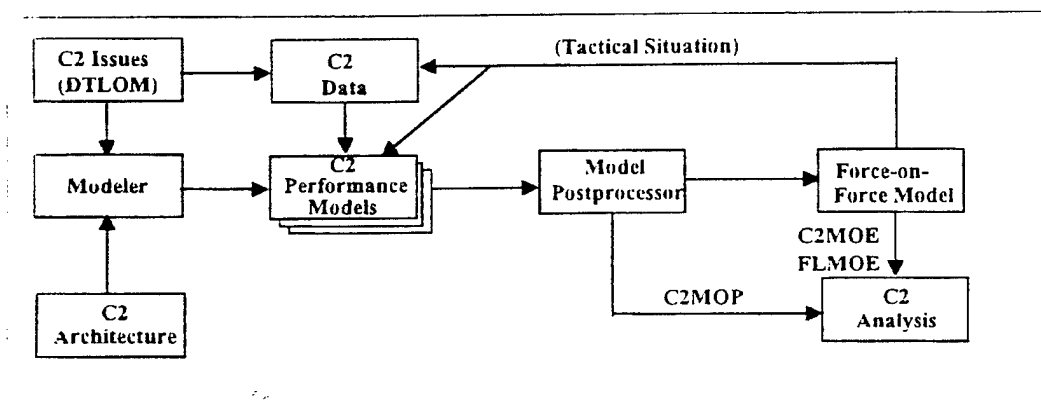 C2 Issues
(DTLOM)
C2
Data
(Tactical Situation)
Modeler
C2
Performance
Models
Model
Postprocessor
Force-on-
Force Model
C2MOE
FLMOE
C2
Architecture
C2MOP
C2
Analysis